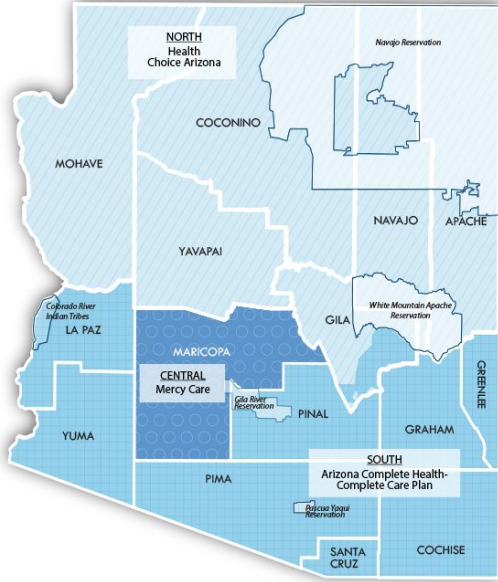 NORTH
Health
Choice Arizona
Navajo Reservation
COCONINO
MOHAVE
NAVAJO
APACHE
YAVAPAI
Colorado River
Indian Tribes
LA PAZ
White Mountain Apache
Reservation
GILA
MARICOPA
CENTRAL
Mercy Care
Gila River
Reservation
PINAL
GREENLEE
YUMA
GRAHAM
SOUTH
Arizona Complete Health-
Complete Care Plan
PIMA
Pascua Yaqui
Reservation
SANTA
CRUZ
COCHISE